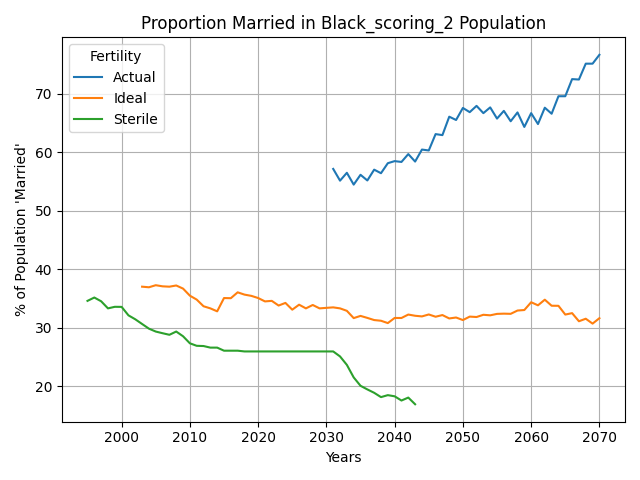 Proportion Married in Black_scoring_2 Population
Fertility
Actual
Ideal
Sterile
% of Population 'Married'
70
60
50
40
30
20
2000
2010
2020
2030
2040
2050
2060
2070
Years